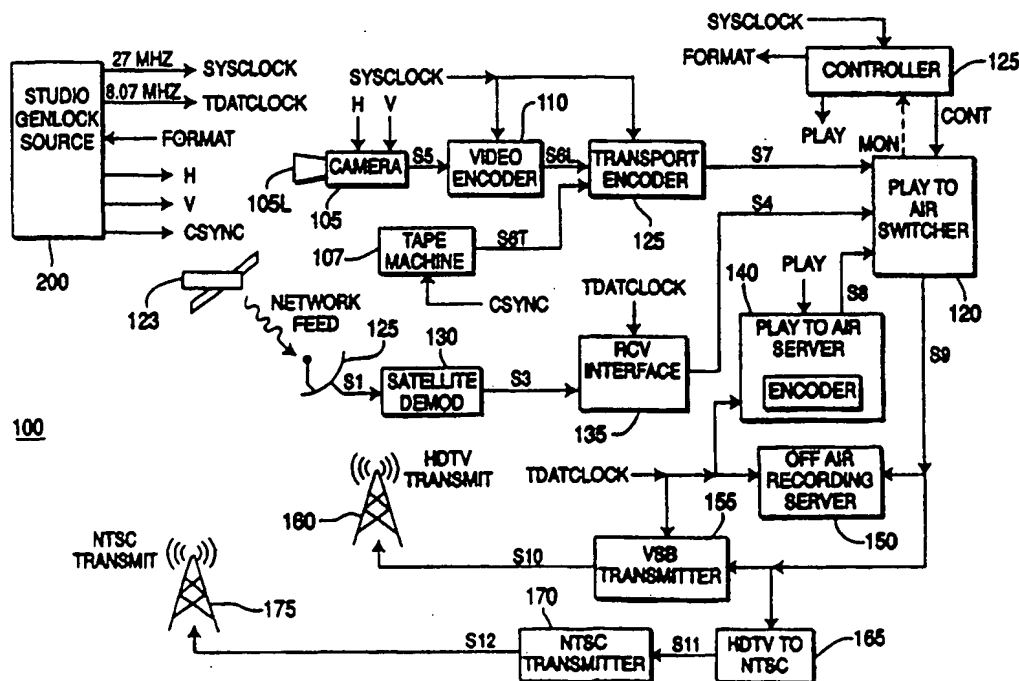 SYSCLOCK
FORMAT
CONTROLLER
125
PLAY
MON
CONT
27 MHZ
SYSCLOCK
8.07 MHZ
TDATCLOCK
STUDIO
GENLOCK
SOURCE
FORMAT
H
V
CSYNC
200
SYSCLOCK
H
V
110
105L
CAMERA
105
S5
VIDEO
ENCODER
S6L
TRANSPORT
ENCODER
125
S7
S4
PLAY TO
AIR
SWITCHER
120
107
TAPE
MACHINE
S6T
CSYNC
123
NETWORK
FEED
125
S1
130
SATELLITE
DEMOD
S3
TDATCLOCK
RCV
INTERFACE
135
140
PLAY
S8
PLAY TO AIR
SERVER
ENCODER
S9
100
HDTV
TRANSMIT
160
TDATCLOCK
OFF AIR
RECORDING
SERVER
150
155
VSB
TRANSMITTER
S10
NTSC
TRANSMIT
175
170
NTSC
TRANSMITTER
S12
S11
HDTV TO
NTSC
165